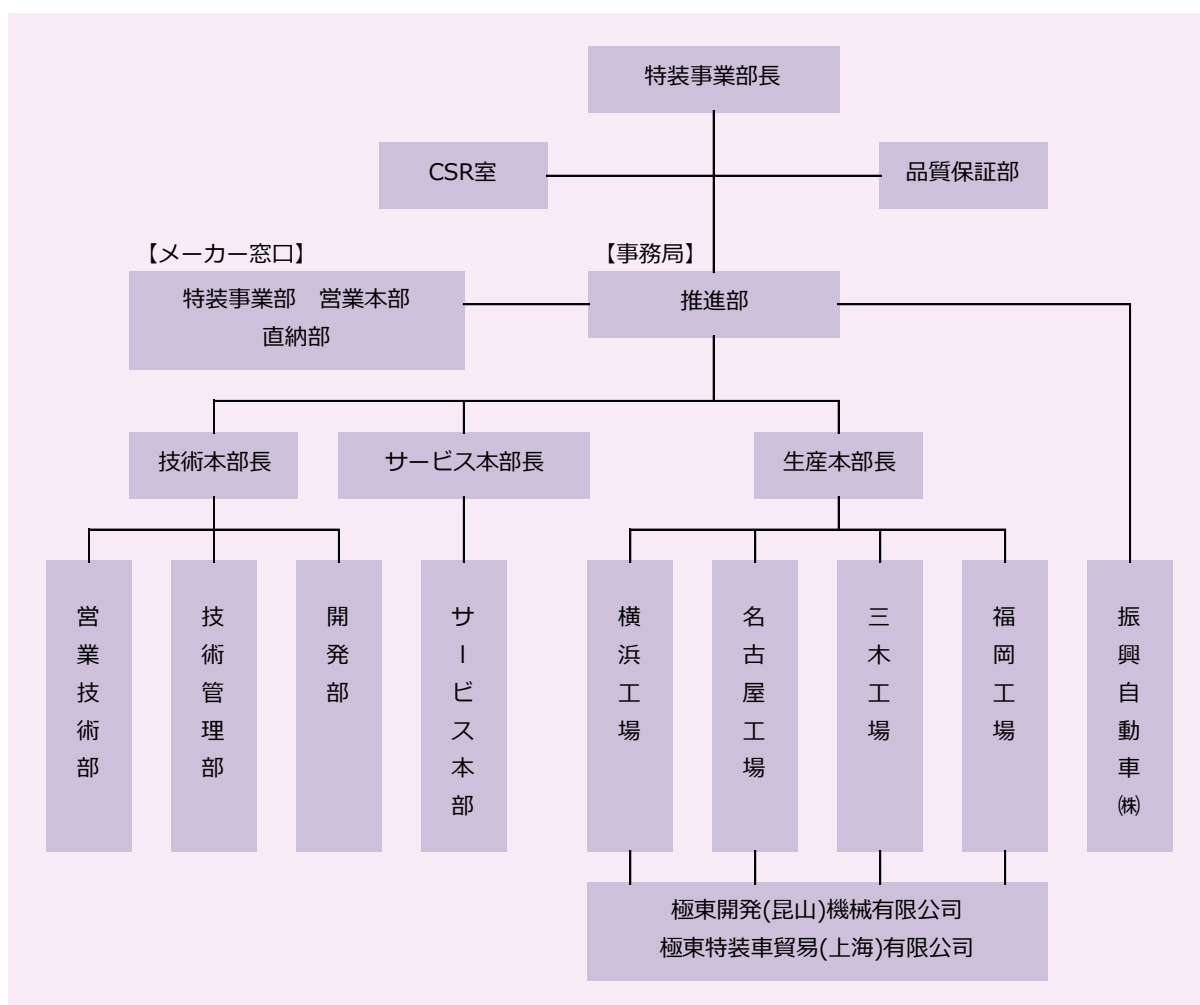 特装事業部長
CSR室
品質保証部
【メーカー窓口】
【事務局】
特装事業部　営業本部
直納部
推進部
技術本部長
サービス本部長
生産本部長
営業技術部
技術管理部
開発部
サービス本部
横浜工場
名古屋工場
三木工場
福岡工場
振興自動車㈱
極東開発(昆山)機械有限公司
極東特装車貿易(上海)有限公司